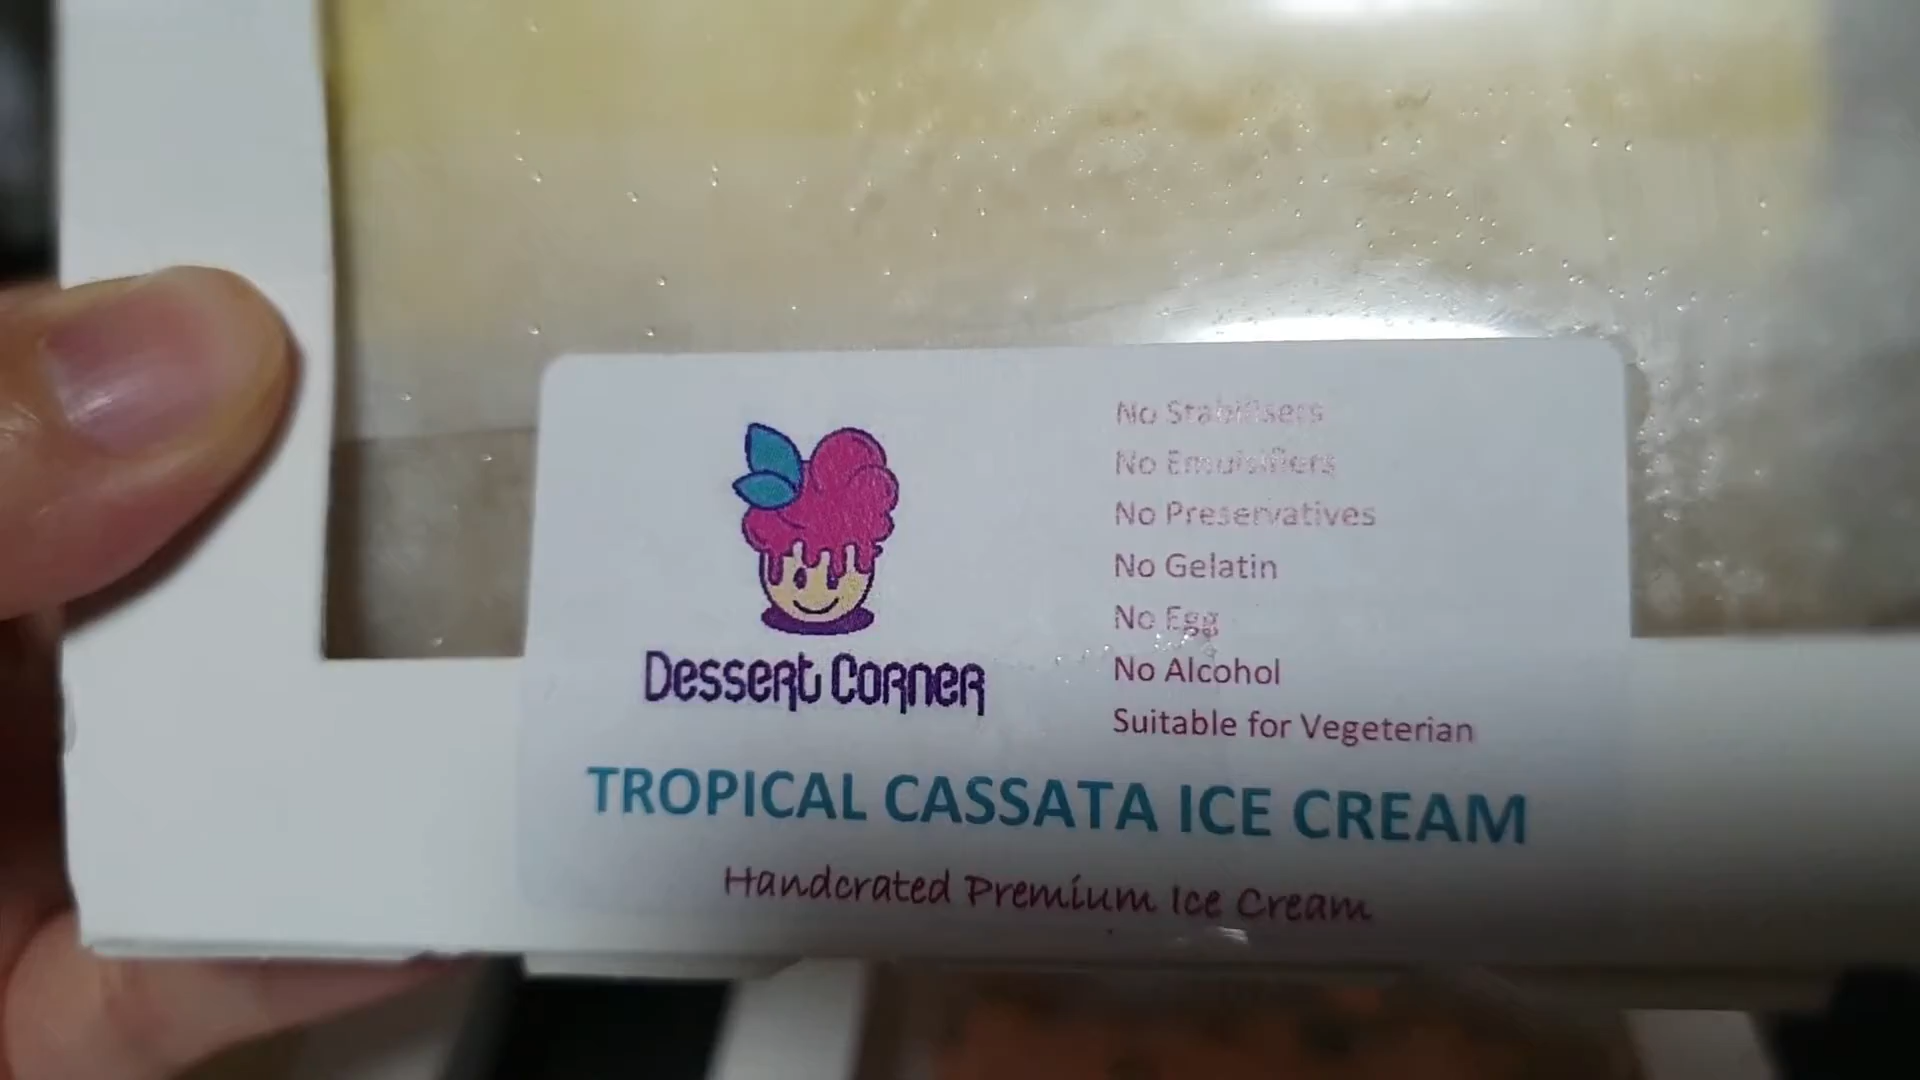 No Stabilisers
No Emulsifiers
No Preservatives
No Gelatin
No Egg
No Alcohol
Suitable for Vegeterian
Dessert Corner
TROPICAL CASSATA ICE CREAM
Handcrated Premium Ice Cream